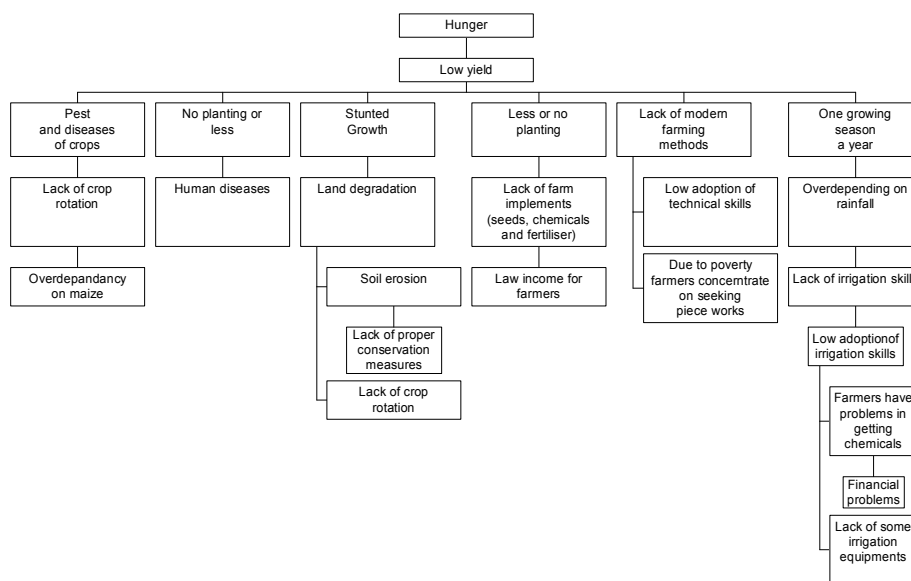 Hunger
Low yield
Pest
and diseases
of crops
No planting or
less
Stunted
Growth
Less or no
planting
Lack of modern
farming
methods
One growing
season
a year
Lack of crop
rotation
Human diseases
Land degradation
Lack of farm
implements
(seeds, chemicals
and fertiliser)
Low adoption of
technical skills
Overdepending on
rainfall
Overdepandancy
on maize
Soil erosion
Law income for
farmers
Due to poverty
farmers concerntrate
on seeking
piece works
Lack of irrigation skill
Lack of proper
conservation
measures
Low adoptionof
irrigation skills
Lack of crop
rotation
Farmers have
problems in
getting
chemicals
Financial
problems
Lack of some
irrigation
equipments